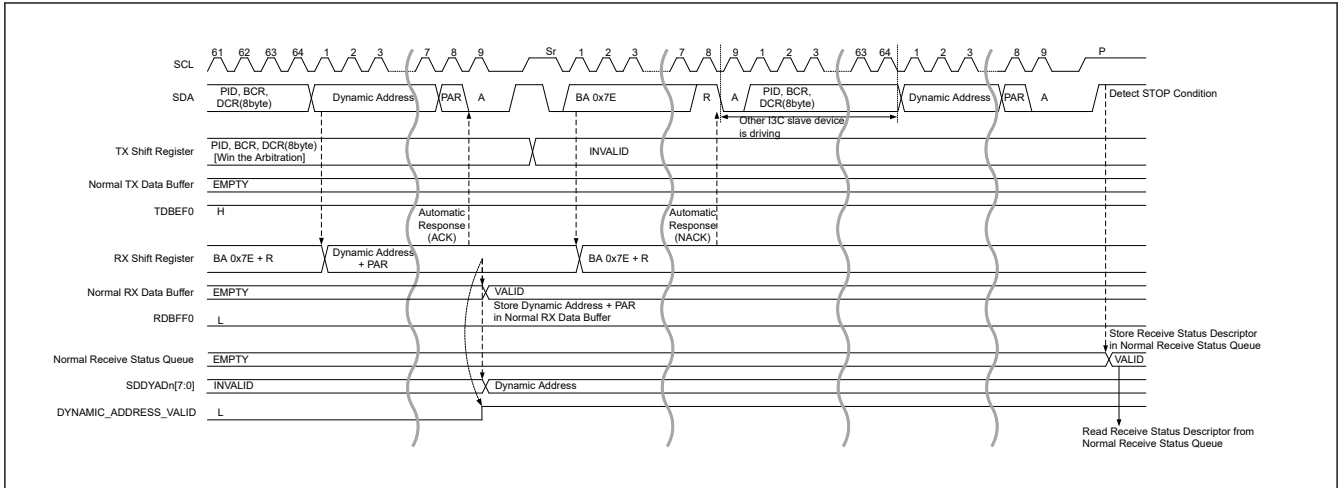 61 62 63 64 1 2 3 7 8 9 Sr 1 2 3 7 8 9 1 2 3 63 64 1 2 3 8 9 P
SCL
SDA PID, BCR, DCR(8byte) Dynamic Address PAR A BA 0x7E R A PID, BCR, DCR(8byte) Dynamic Address PAR A Detect STOP Condition
Other I3C slave device
is driving
TX Shift Register PID, BCR, DCR(8byte) INVALID
[Win the Arbitration]
Normal TX Data Buffer EMPTY
TDBEF0 H
Automatic Automatic
Response Response
(ACK) (NACK)
RX Shift Register BA 0x7E + R Dynamic Address + PAR BA 0x7E + R
Normal RX Data Buffer EMPTY VALID
Store Dynamic Address + PAR
in Normal RX Data Buffer
RDBFF0 L
Store Receive Status Descriptor
in Normal Receive Status Queue
Normal Receive Status Queue EMPTY VALID
SDDYADn[7:0] INVALID Dynamic Address
DYNAMIC_ADDRESS_VALID L
Read Receive Status Descriptor from
Normal Receive Status Queue